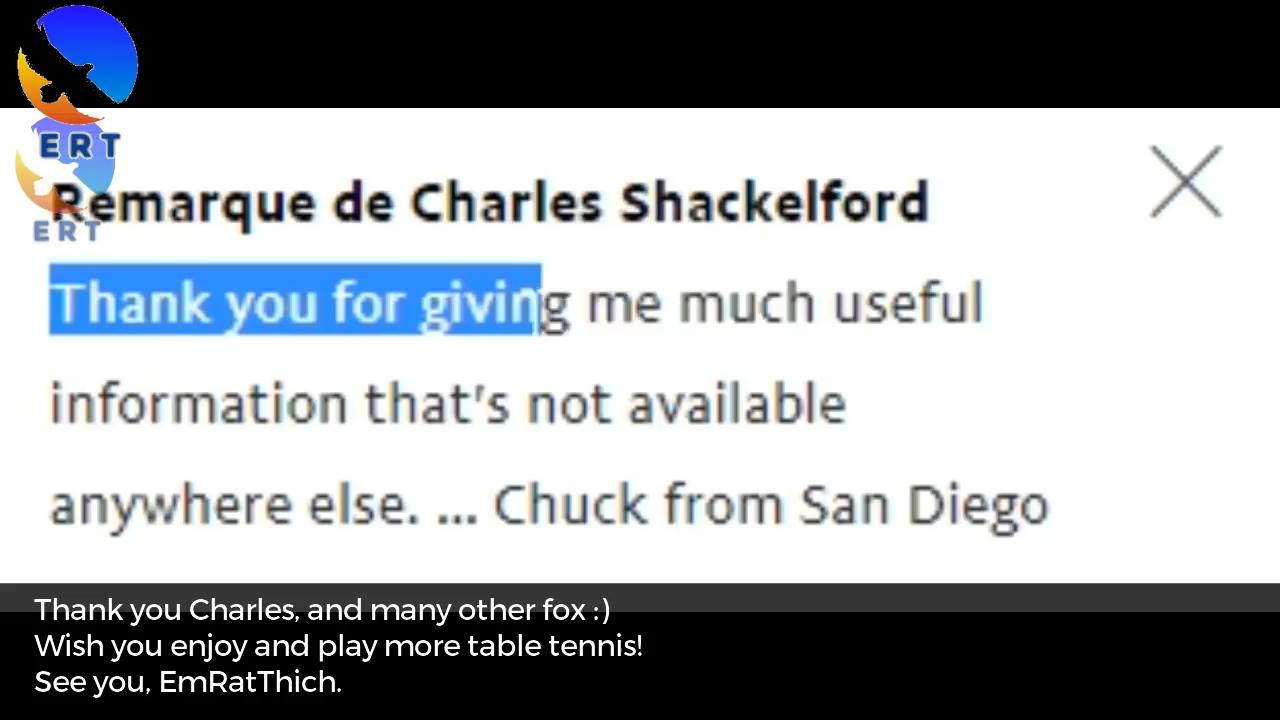 ERT
ERT
Remarque de Charles Shackelford
Thank you for giving me much useful
information that's not available
anywhere else. ... Chuck from San Diego
Thank you Charles, and many other fox :)
Wish you enjoy and play more table tennis!
See you, EmRatThich.